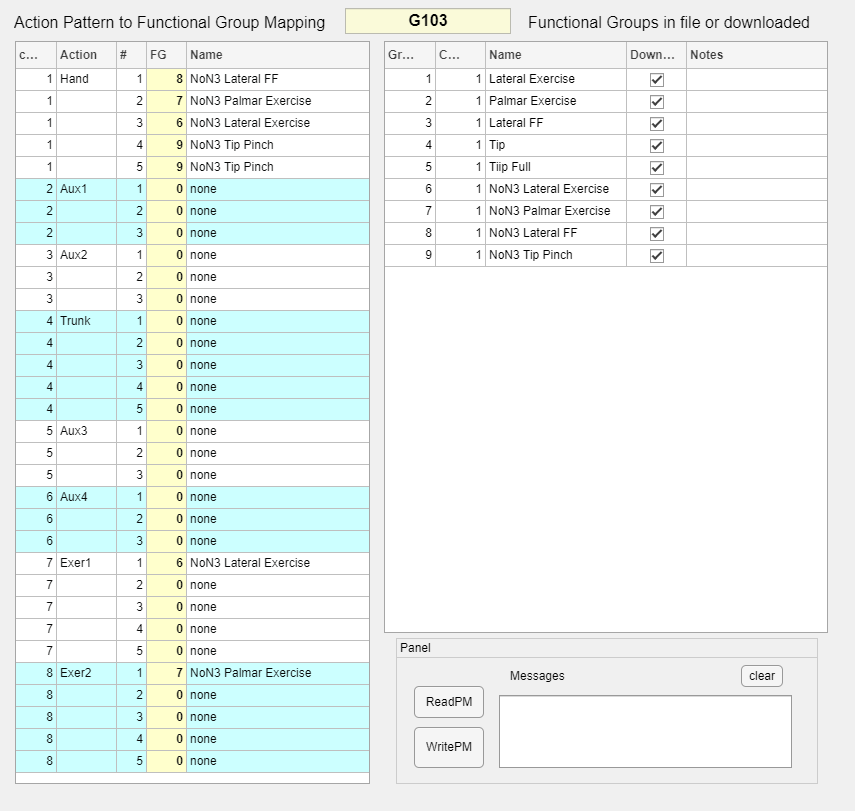 Action Pattern to Functional Group Mapping
G103
Functional Groups in file or downloaded
c... Action # FG Name
1 Hand 1 8 NoN3 Lateral FF
1 2 7 NoN3 Palmar Exercise
1 3 6 NoN3 Lateral Exercise
1 4 9 NoN3 Tip Pinch
1 5 9 NoN3 Tip Pinch
2 Aux1 1 0 none
2 2 0 none
2 3 0 none
3 Aux2 1 0 none
3 2 0 none
3 3 0 none
4 Trunk 1 0 none
4 2 0 none
4 3 0 none
4 4 0 none
4 5 0 none
5 Aux3 1 0 none
5 2 0 none
5 3 0 none
6 Aux4 1 0 none
6 2 0 none
6 3 0 none
7 Exer1 1 6 NoN3 Lateral Exercise
7 2 0 none
7 3 0 none
7 4 0 none
7 5 0 none
8 Exer2 1 7 NoN3 Palmar Exercise
8 2 0 none
8 3 0 none
8 4 0 none
8 5 0 none
Gr... C... Name Down... Notes
1 1 Lateral Exercise
2 1 Palmar Exercise
3 1 Lateral FF
4 1 Tip
5 1 Tiip Full
6 1 NoN3 Lateral Exercise
7 1 NoN3 Palmar Exercise
8 1 NoN3 Lateral FF
9 1 NoN3 Tip Pinch
Panel
Messages
clear
ReadPM
WritePM